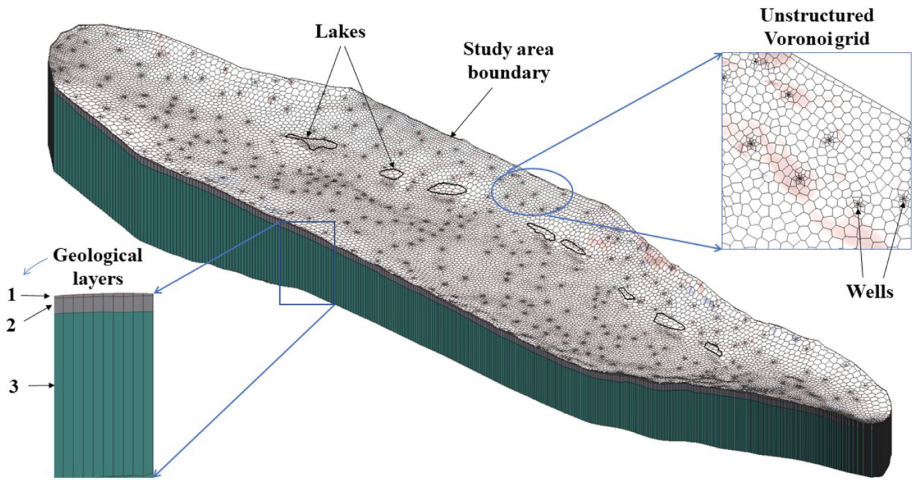 Unstructured
Voronoi grid
Lakes
Study area
boundary
Geological
layers
1
2
3
Wells